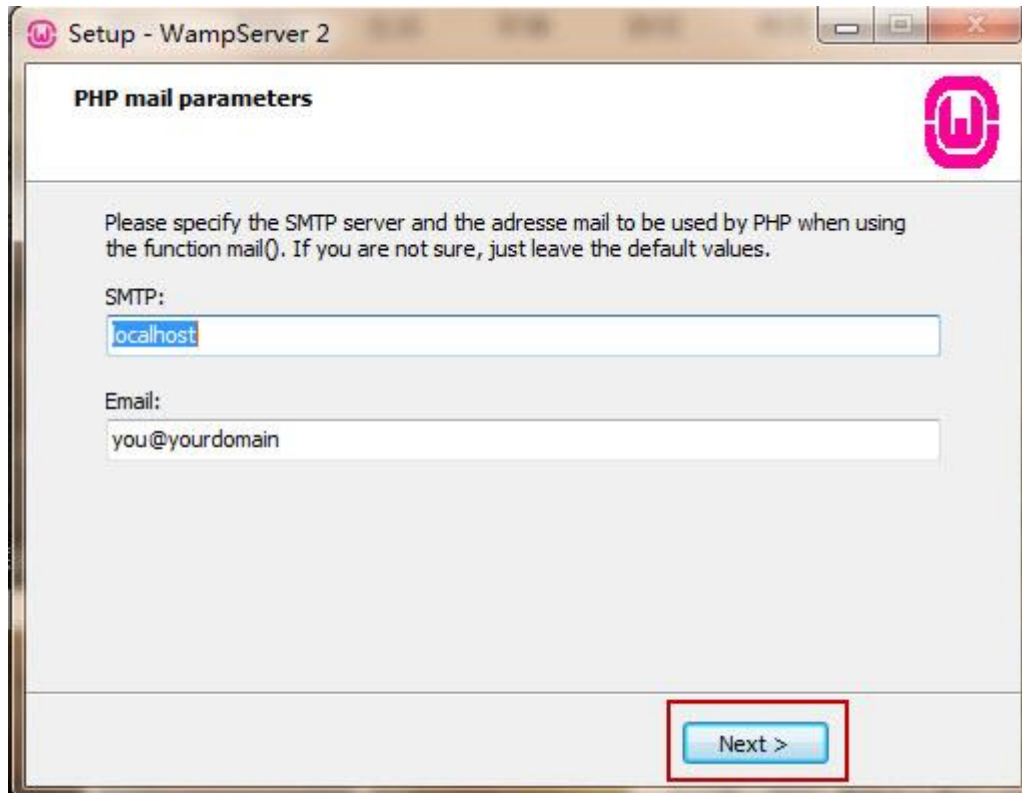 Setup - WampServer 2
PHP mail parameters
Please specify the SMTP server and the adresse mail to be used by PHP when using
the function mail(). If you are not sure, just leave the default values.
SMTP:
localhost
Email:
you@yourdomain
Next >